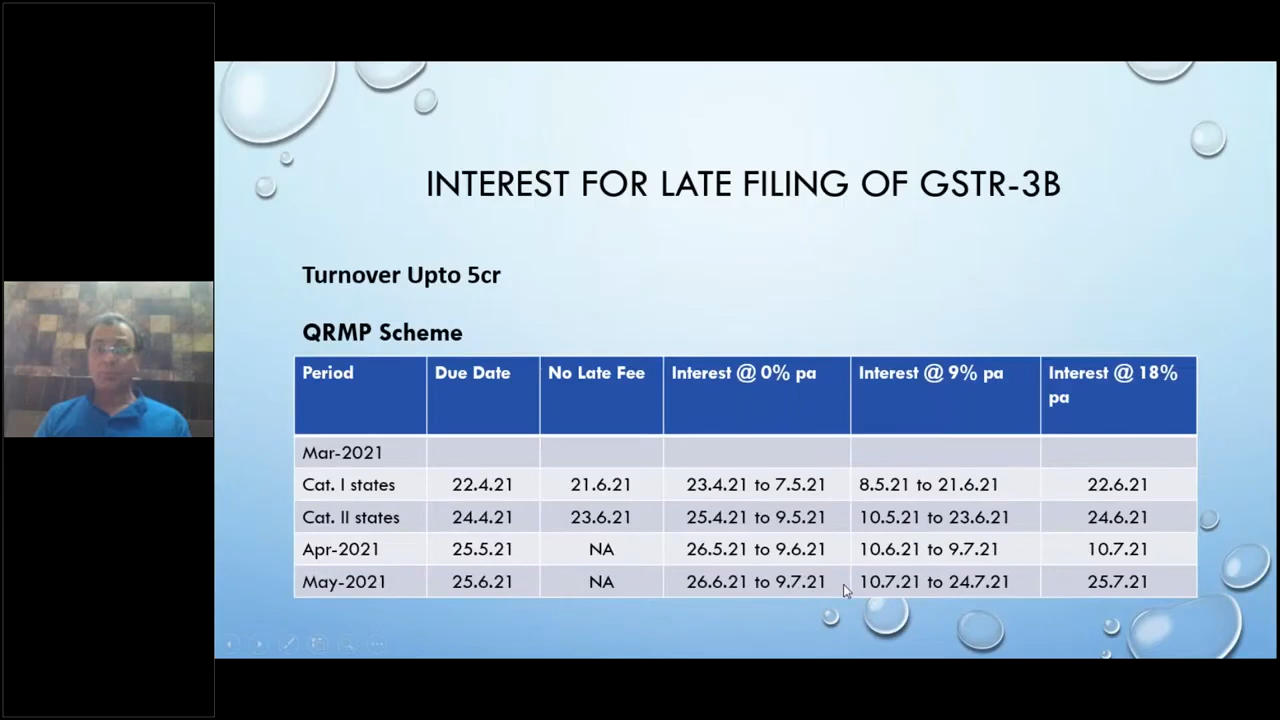 INTEREST FOR LATE FILING OF GSTR-3B
Turnover Upto 5cr
QRMP Scheme
Period Due Date No Late Fee Interest @ 0% pa Interest @ 9% pa Interest @ 18%
pa
Mar-2021
Cat. I states 22.4.21 21.6.21 23.4.21 to 7.5.21 8.5.21 to 21.6.21 22.6.21
Cat. II states 24.4.21 23.6.21 25.4.21 to 9.5.21 10.5.21 to 23.6.21 24.6.21
Apr-2021 25.5.21 NA 26.5.21 to 9.6.21 10.6.21 to 9.7.21 10.7.21
May-2021 25.6.21 NA 26.6.21 to 9.7.21 10.7.21 to 24.7.21 25.7.21